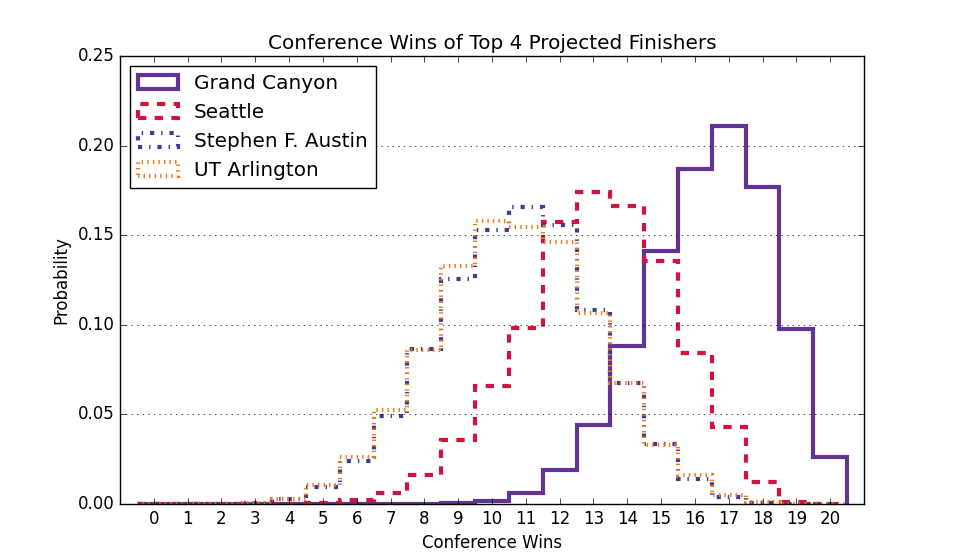 Conference Wins of Top 4 Projected Finishers
0.25
0.20
0.15
0.10
0.05
0.00
Probability
Grand Canyon
Seattle
Stephen F. Austin
UT Arlington
0 1 2 3 4 5 6 7 8 9 10 11 12 13 14 15 16 17 18 19 20
Conference Wins